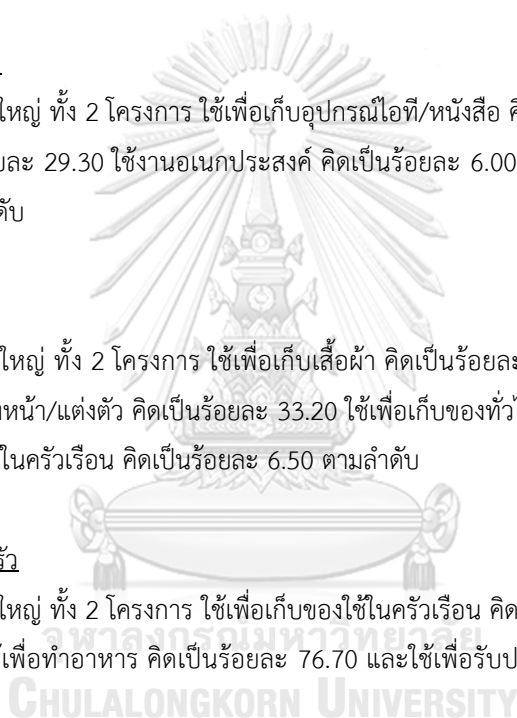 ใหญ่ ทั้ง 2 โครงการ ใช้เพื่อเก็บอุปกรณ์ไอที/หนังสือ
ละ 29.30 ใช้งานอเนกประสงค์ คิดเป็นร้อยละ 6.00
ใหญ่ ทั้ง 2 โครงการ ใช้เพื่อเก็บเสื้อผ้า คิดเป็นร้อยละ
หน้า/แต่งตัว คิดเป็นร้อยละ 33.20 ใช้เพื่อเก็บของทั่วไ
ในครัวเรือน คิดเป็นร้อยละ 6.50 ตามลำดับ
รัว
ใหญ่ ทั้ง 2 โครงการ ใช้เพื่อเก็บของใช้ในครัวเรือน คิด
เพื่อทำอาหาร คิดเป็นร้อยละ 76.70 และใช้เพื่อรับป
จุฬาลงกรณ์มหาวิทยาลัย
CHULALONGKORN UNIVERSITY